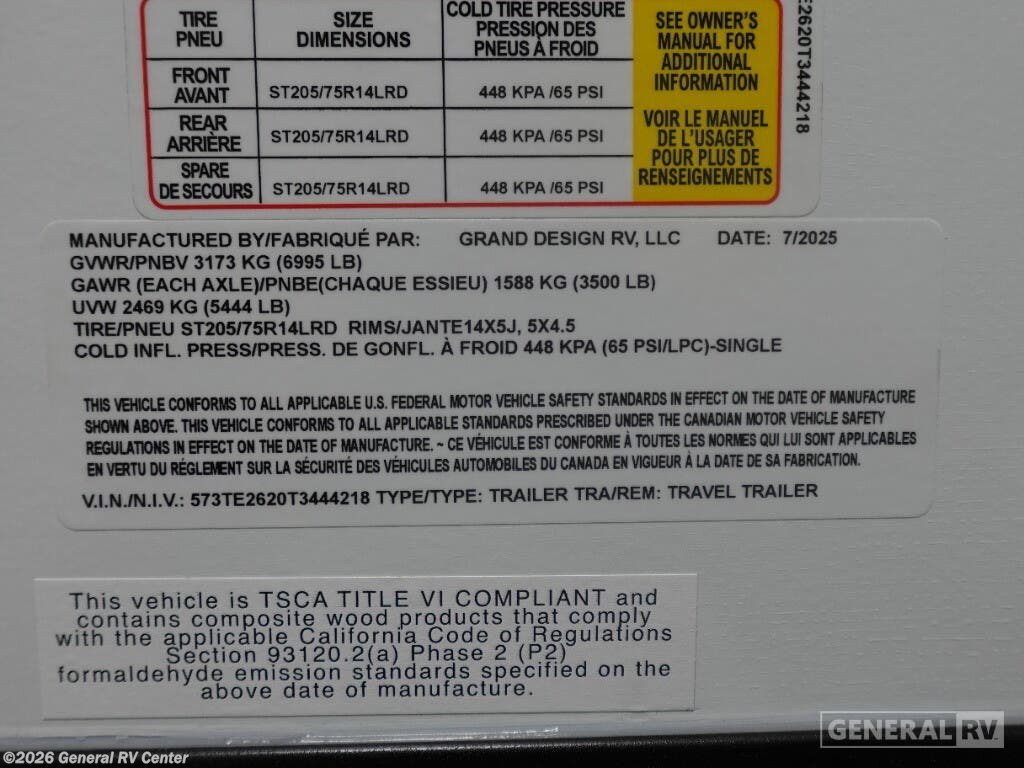 TIRE PNEU SIZE DIMENSIONS COLD TIRE PRESSURE PRESSION DES PNEUS À FROID
FRONT AVANT ST205/75R14LRD 448 KPA /65 PSI
REAR ARRIÈRE ST205/75R14LRD 448 KPA /65 PSI
SPARE DE SECOURS ST205/75R14LRD 448 KPA /65 PSI
SEE OWNER'S
MANUAL FOR
ADDITIONAL
INFORMATION
VOIR LE MANUEL
DE L'USAGER
POUR PLUS DE
RENSEIGNEMENTS
E2620T3444218
MANUFACTURED BY/FABRIQUÉ PAR: GRAND DESIGN RV, LLC DATE: 7/2025
GVWR/PNBV 3173 KG (6995 LB)
GAWR (EACH AXLE)/PNBE(CHAQUE ESSIEU) 1588 KG (3500 LB)
UVW 2469 KG (5444 LB)
TIRE/PNEU ST205/75R14LRD RIMS/JANTE14X5J, 5X4.5
COLD INFL. PRESS/PRESS. DE GONFL. À FROID 448 KPA (65 PSI/LPC)-SINGLE
THIS VEHICLE CONFORMS TO ALL APPLICABLE U.S. FEDERAL MOTOR VEHICLE SAFETY STANDARDS IN EFFECT ON THE DATE OF MANUFACTURE
SHOWN ABOVE. THIS VEHICLE CONFORMS TO ALL APPLICABLE STANDARDS PRESCRIBED UNDER THE CANADIAN MOTOR VEHICLE SAFETY
REGULATIONS IN EFFECT ON THE DATE OF MANUFACTURE. ~ CE VÉHICULE EST CONFORME À TOUTES LES NORMES QUI LUI SONT APPLICABLES
EN VERTU DU RÉGLEMENT SUR LA SÉCURITÉ DES VÉHICULES AUTOMOBILES DU CANADA EN VIGUEUR À LA DATE DE SA FABRICATION.
V.I.N./N.I.V.: 573TE2620T3444218 TYPE/TYPE: TRAILER TRA/REM: TRAVEL TRAILER
This vehicle is TSCA TITLE VI COMPLIANT and
contains composite wood products that comply
with the applicable California Code of Regulations
Section 93120.2(a) Phase 2 (P2)
formaldehyde emission standards specified on the
above date of manufacture.
GENERAL RV
©2026 General RV Center